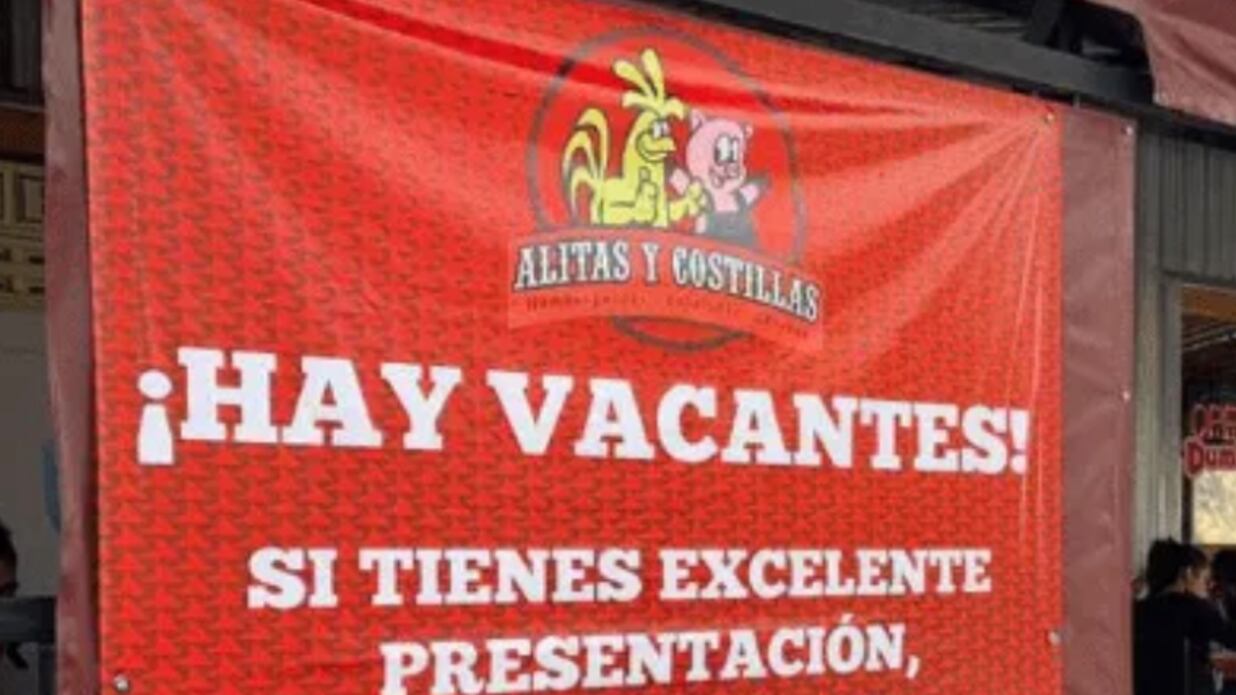 ALITAS Y COSTILLAS
¡HAY VACANTES!
SI TIENES EXCELENTE
PRESENTACIÓN,